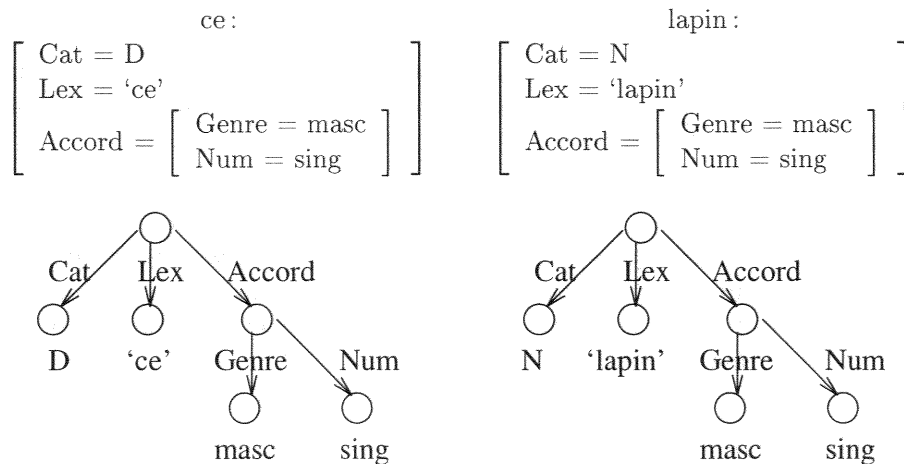 ce :
Cat = D
Lex = ‘ce’
Accord = [ Genre = masc
Num = sing ]
lapin :
Cat = N
Lex = ‘lapin’
Accord = [ Genre = masc
Num = sing ]
Cat Lex Accord
D ‘ce’ Genre Num
masc sing
Cat Lex Accord
N ‘lapin’ Genre Num
masc sing